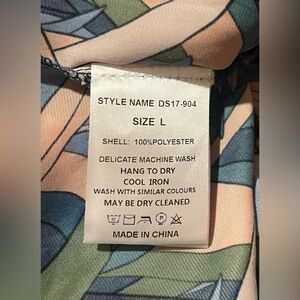 STYLE NAME DS17-904
SIZE L
SHELL: 100%POLYESTER
DELICATE MACHINE WASH
HANG TO DRY
COOL IRON
WASH WITH SIMILAR COLOURS
MAY BE DRY CLEANED
P
MADE IN CHINA